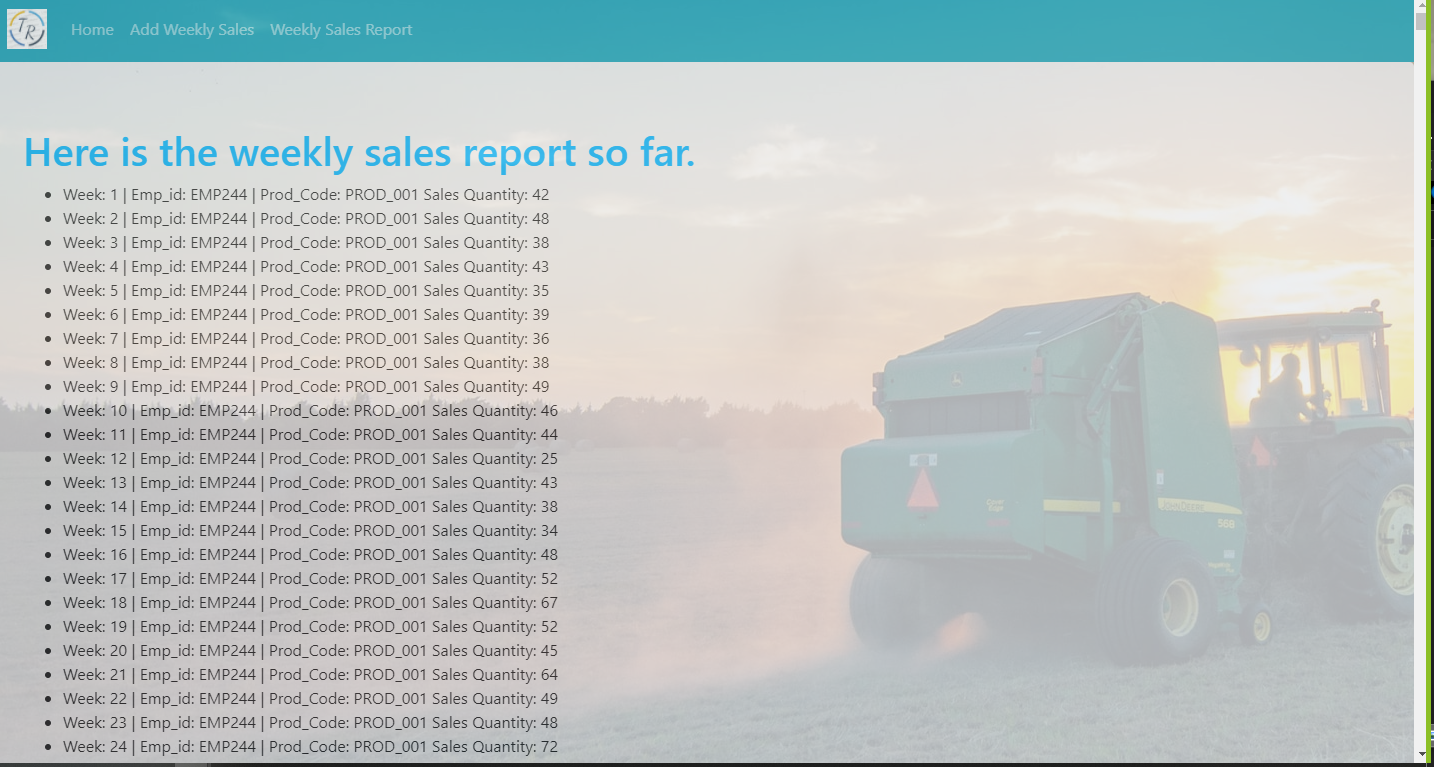 TR
Home Add Weekly Sales Weekly Sales Report
Here is the weekly sales report so far.
Week: 1 | Emp_id: EMP244 | Prod_Code: PROD_001 Sales Quantity: 42
Week: 2 | Emp_id: EMP244 | Prod_Code: PROD_001 Sales Quantity: 48
Week: 3 | Emp_id: EMP244 | Prod_Code: PROD_001 Sales Quantity: 38
Week: 4 | Emp_id: EMP244 | Prod_Code: PROD_001 Sales Quantity: 43
Week: 5 | Emp_id: EMP244 | Prod_Code: PROD_001 Sales Quantity: 35
Week: 6 | Emp_id: EMP244 | Prod_Code: PROD_001 Sales Quantity: 39
Week: 7 | Emp_id: EMP244 | Prod_Code: PROD_001 Sales Quantity: 36
Week: 8 | Emp_id: EMP244 | Prod_Code: PROD_001 Sales Quantity: 38
Week: 9 | Emp_id: EMP244 | Prod_Code: PROD_001 Sales Quantity: 49
Week: 10 | Emp_id: EMP244 | Prod_Code: PROD_001 Sales Quantity: 46
Week: 11 | Emp_id: EMP244 | Prod_Code: PROD_001 Sales Quantity: 44
Week: 12 | Emp_id: EMP244 | Prod_Code: PROD_001 Sales Quantity: 25
Week: 13 | Emp_id: EMP244 | Prod_Code: PROD_001 Sales Quantity: 43
Week: 14 | Emp_id: EMP244 | Prod_Code: PROD_001 Sales Quantity: 38
Week: 15 | Emp_id: EMP244 | Prod_Code: PROD_001 Sales Quantity: 34
Week: 16 | Emp_id: EMP244 | Prod_Code: PROD_001 Sales Quantity: 48
Week: 17 | Emp_id: EMP244 | Prod_Code: PROD_001 Sales Quantity: 52
Week: 18 | Emp_id: EMP244 | Prod_Code: PROD_001 Sales Quantity: 67
Week: 19 | Emp_id: EMP244 | Prod_Code: PROD_001 Sales Quantity: 52
Week: 20 | Emp_id: EMP244 | Prod_Code: PROD_001 Sales Quantity: 45
Week: 21 | Emp_id: EMP244 | Prod_Code: PROD_001 Sales Quantity: 64
Week: 22 | Emp_id: EMP244 | Prod_Code: PROD_001 Sales Quantity: 49
Week: 23 | Emp_id: EMP244 | Prod_Code: PROD_001 Sales Quantity: 48
Week: 24 | Emp_id: EMP244 | Prod_Code: PROD_001 Sales Quantity: 72
JOHN DEERE
568